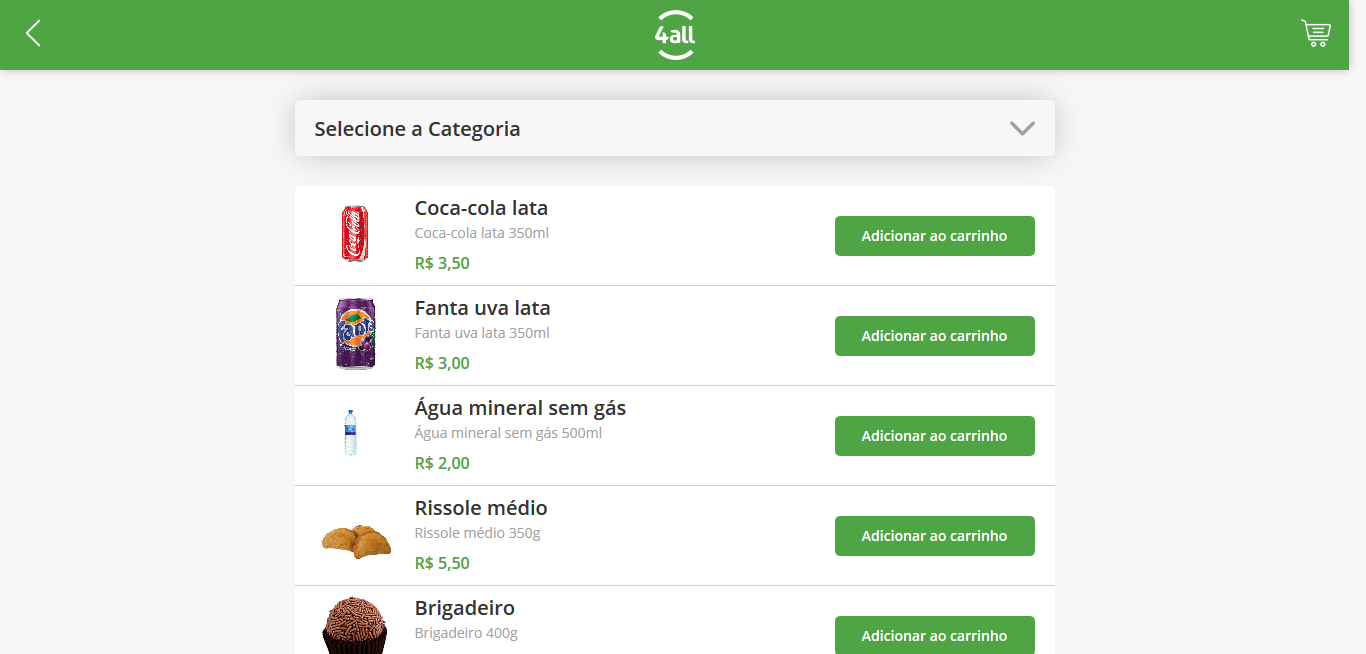 4all
Selecione a Categoria
Coca-Cola
Coca-cola lata
Coca-cola lata 350ml
R$ 3,50
Adicionar ao carrinho
Fanta
Fanta uva lata
Fanta uva lata 350ml
R$ 3,00
Adicionar ao carrinho
Água mineral sem gás
Água mineral sem gás 500ml
R$ 2,00
Adicionar ao carrinho
Rissole médio
Rissole médio 350g
R$ 5,50
Adicionar ao carrinho
Brigadeiro
Brigadeiro 400g
Adicionar ao carrinho